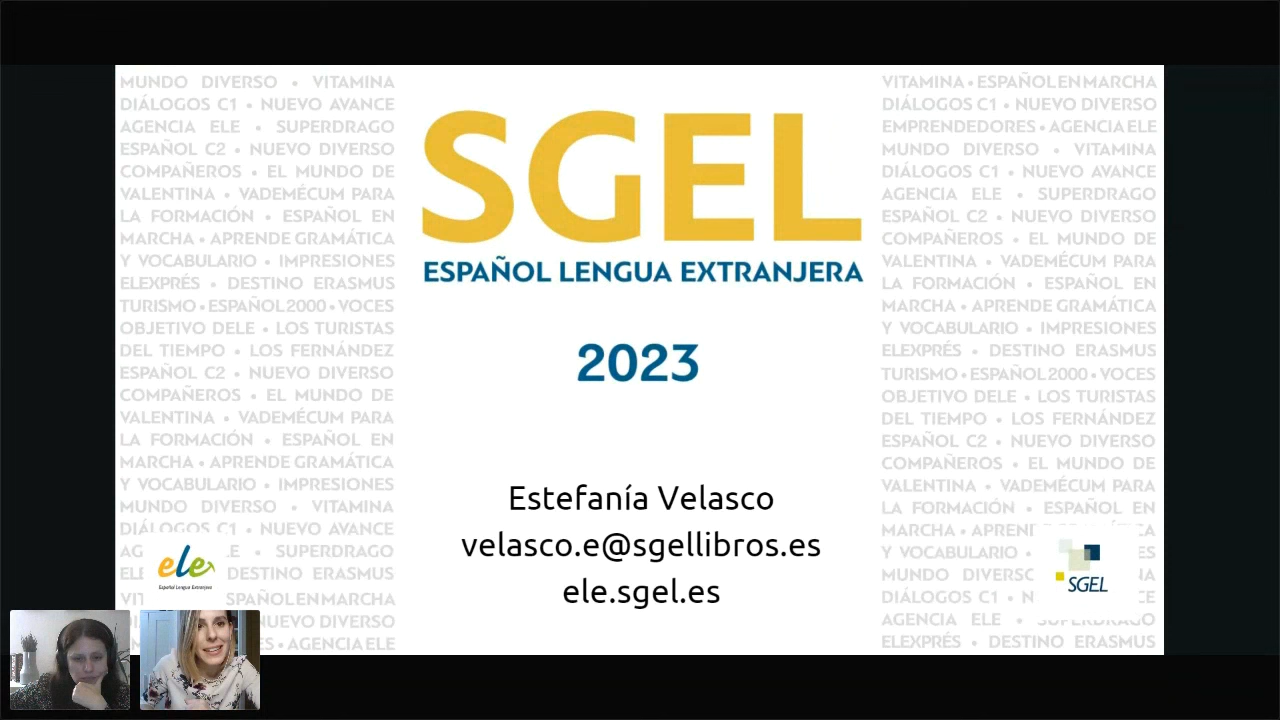 MUNDO DIVERSO • VITAMINA
DIÁLOGOS C1 • NUEVO AVANCE
AGENCIA ELE • SUPERDRAGO
ESPAÑOL C2 • NUEVO DIVERSO
COMPAÑEROS • EL MUNDO DE
VALENTINA • VADEMÉCUM PARA
LA FORMACIÓN • ESPAÑOL EN
MARCHA • APRENDE GRAMÁTICA
Y VOCABULARIO • IMPRESIONES
ELEXPRÉS • DESTINO ERASMUS
TURISMO • ESPAÑOL 2000 • VOCES
OBJETIVO DELE • LOS TURISTAS
DEL TIEMPO • LOS FERNÁNDEZ
ESPAÑOL C2 • NUEVO DIVERSO
COMPAÑEROS • EL MUNDO DE
VALENTINA • VADEMÉCUM PARA
LA FORMACIÓN • ESPAÑOL EN
MARCHA • APRENDE GRAMÁTICA
Y VOCABULARIO • IMPRESIONES
MUNDO DIVERSO • VITAMINA
DIÁLOGOS C1 • NUEVO AVANCE
• SUPERDRAGO
DESTINO ERASMUS
ESPAÑOL EN MARCHA
NUEVO DIVERSO
• AGENCIA ELE
ele
Español Lengua Extranjera
SGEL
ESPAÑOL LENGUA EXTRANJERA
2023
Estefanía Velasco
velasco.e@sgellibros.es
ele.sgel.es
VITAMINA • ESPAÑOL EN MARCHA
DIÁLOGOS C1 • NUEVO DIVERSO
EMPRENDEDORES • AGENCIA ELE
MUNDO DIVERSO • VITAMINA
DIÁLOGOS C1 • NUEVO AVANCE
AGENCIA ELE • SUPERDRAGO
ESPAÑOL C2 • NUEVO DIVERSO
COMPAÑEROS • EL MUNDO DE
VALENTINA • VADEMÉCUM PARA
LA FORMACIÓN • ESPAÑOL EN
MARCHA • APRENDE GRAMÁTICA
Y VOCABULARIO • IMPRESIONES
ELEXPRÉS • DESTINO ERASMUS
TURISMO • ESPAÑOL 2000 • VOCES
OBJETIVO DELE • LOS TURISTAS
DEL TIEMPO • LOS FERNÁNDEZ
ESPAÑOL C2 • NUEVO DIVERSO
COMPAÑEROS • EL MUNDO DE
VALENTINA • VADEMÉCUM PARA
LA FORMACIÓN • ESPAÑOL EN
MARCHA •
Y VOCABULARIO •
MUNDO
DIÁLOGOS C1 •
AGENCIA ELE • SUPERDRAGO
ELEXPRÉS • DESTINO ERASMUS
SGEL